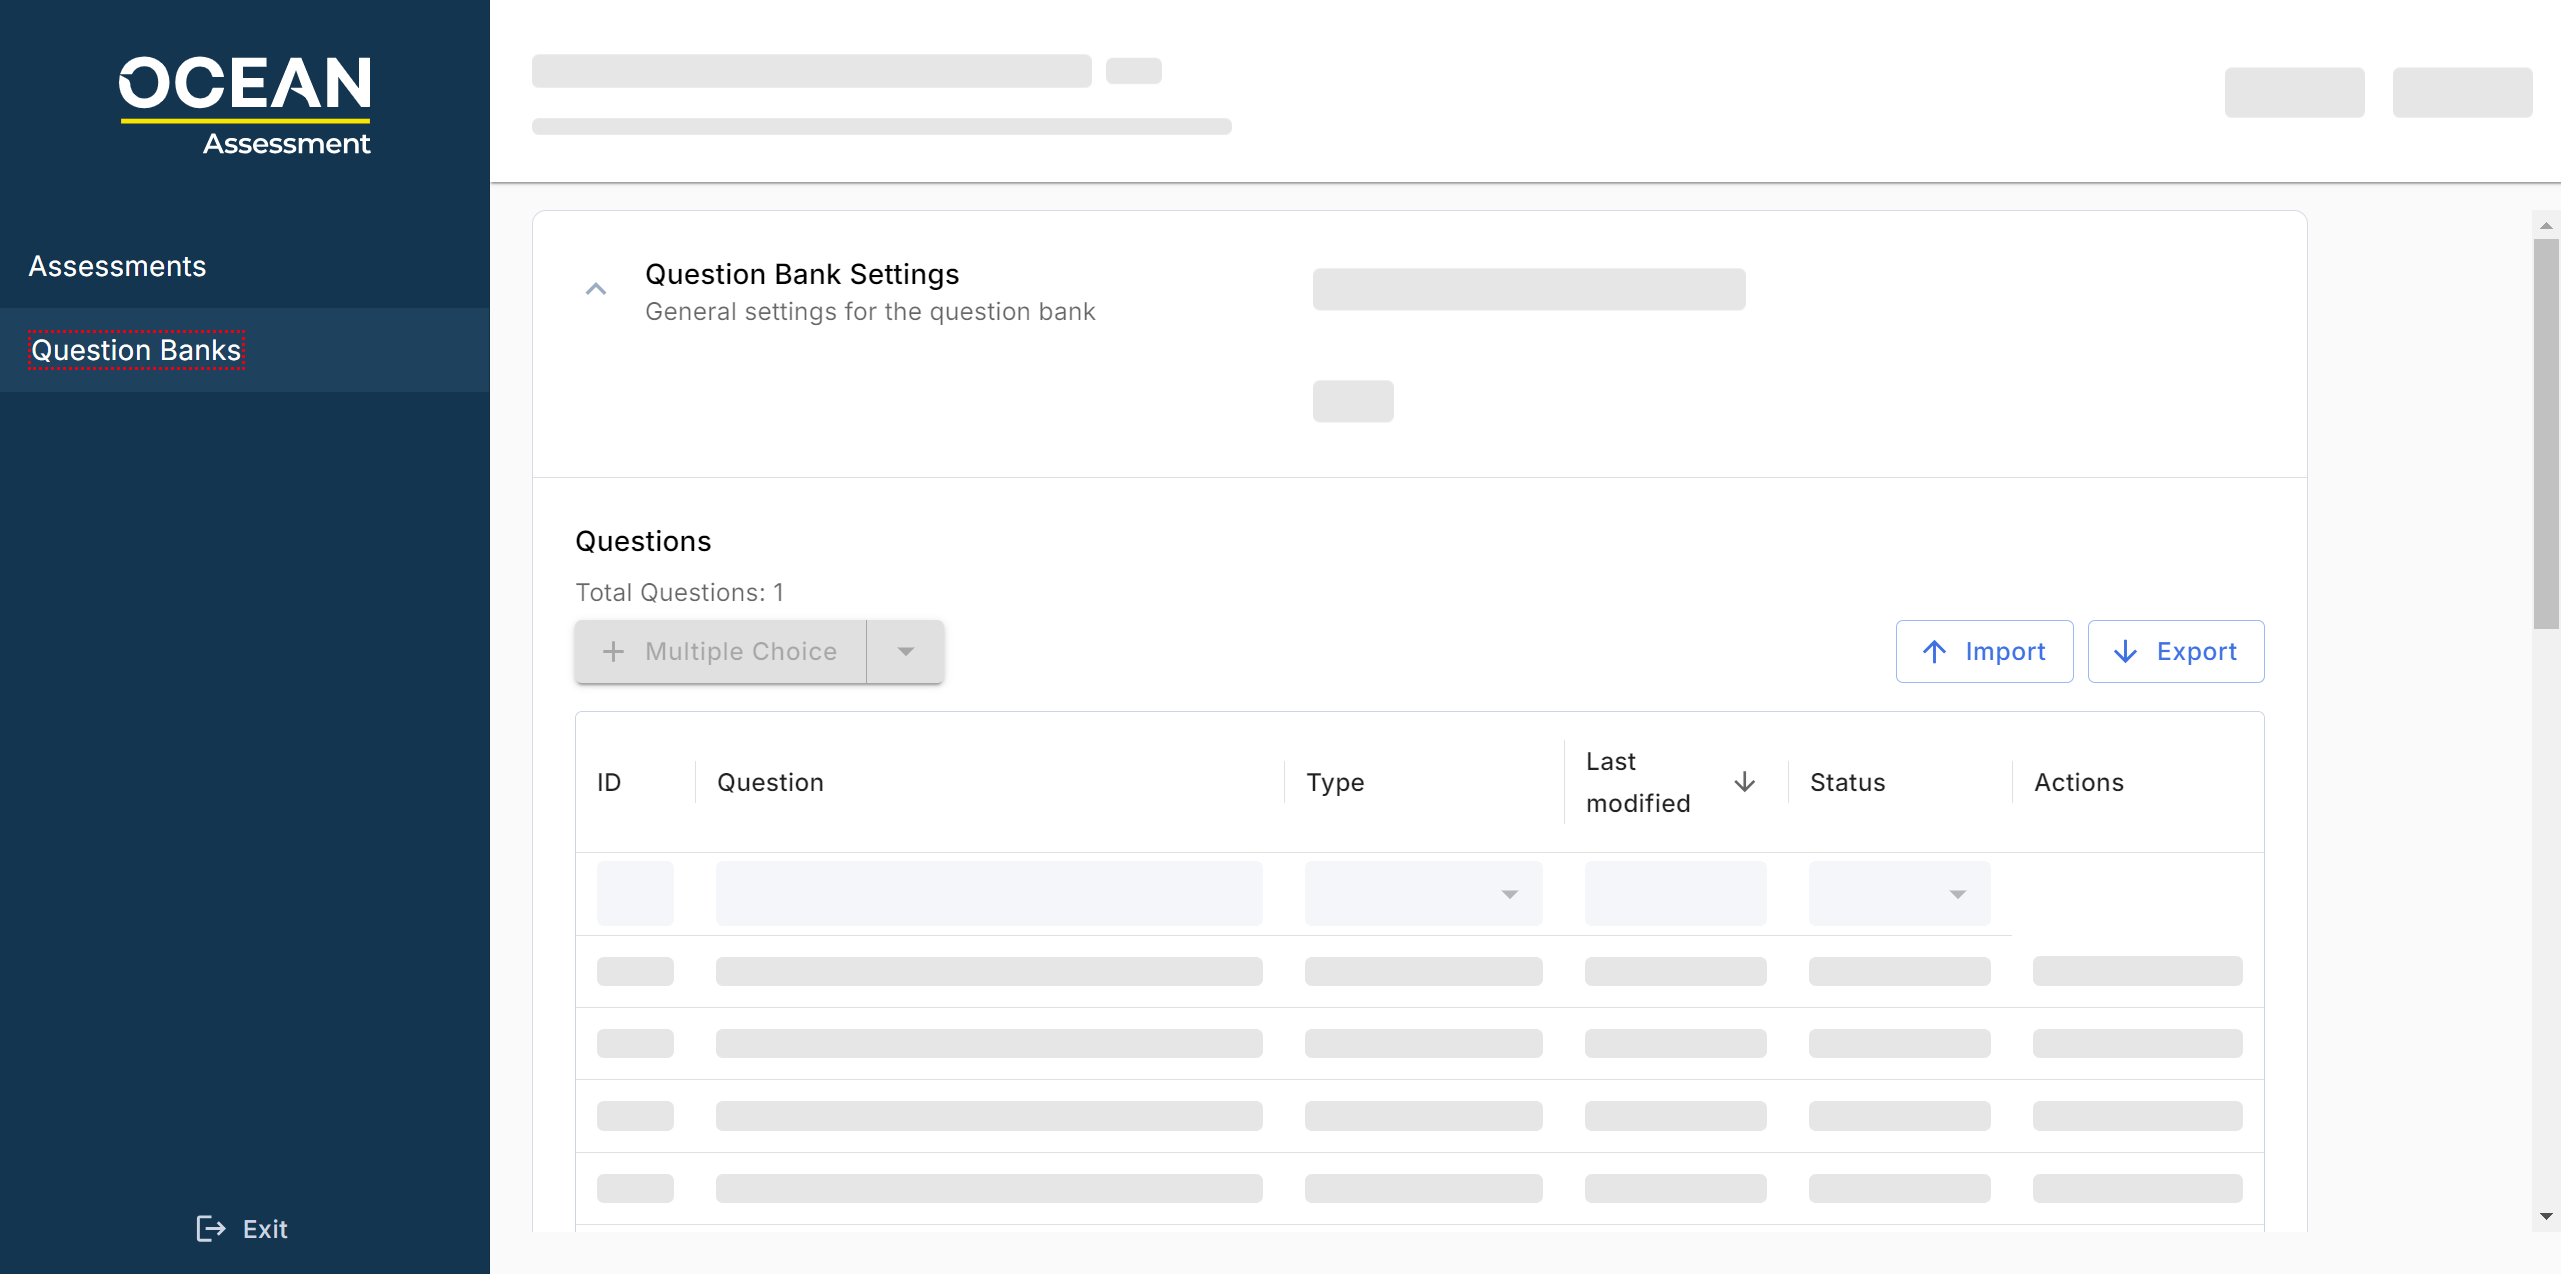 OCEAN
Assessment
Assessments
Question Banks
Exit
Question Bank Settings
General settings for the question bank
Questions
Total Questions: 1
Multiple Choice
Import
Export
ID
Question
Type
Last
modified
Status
Actions